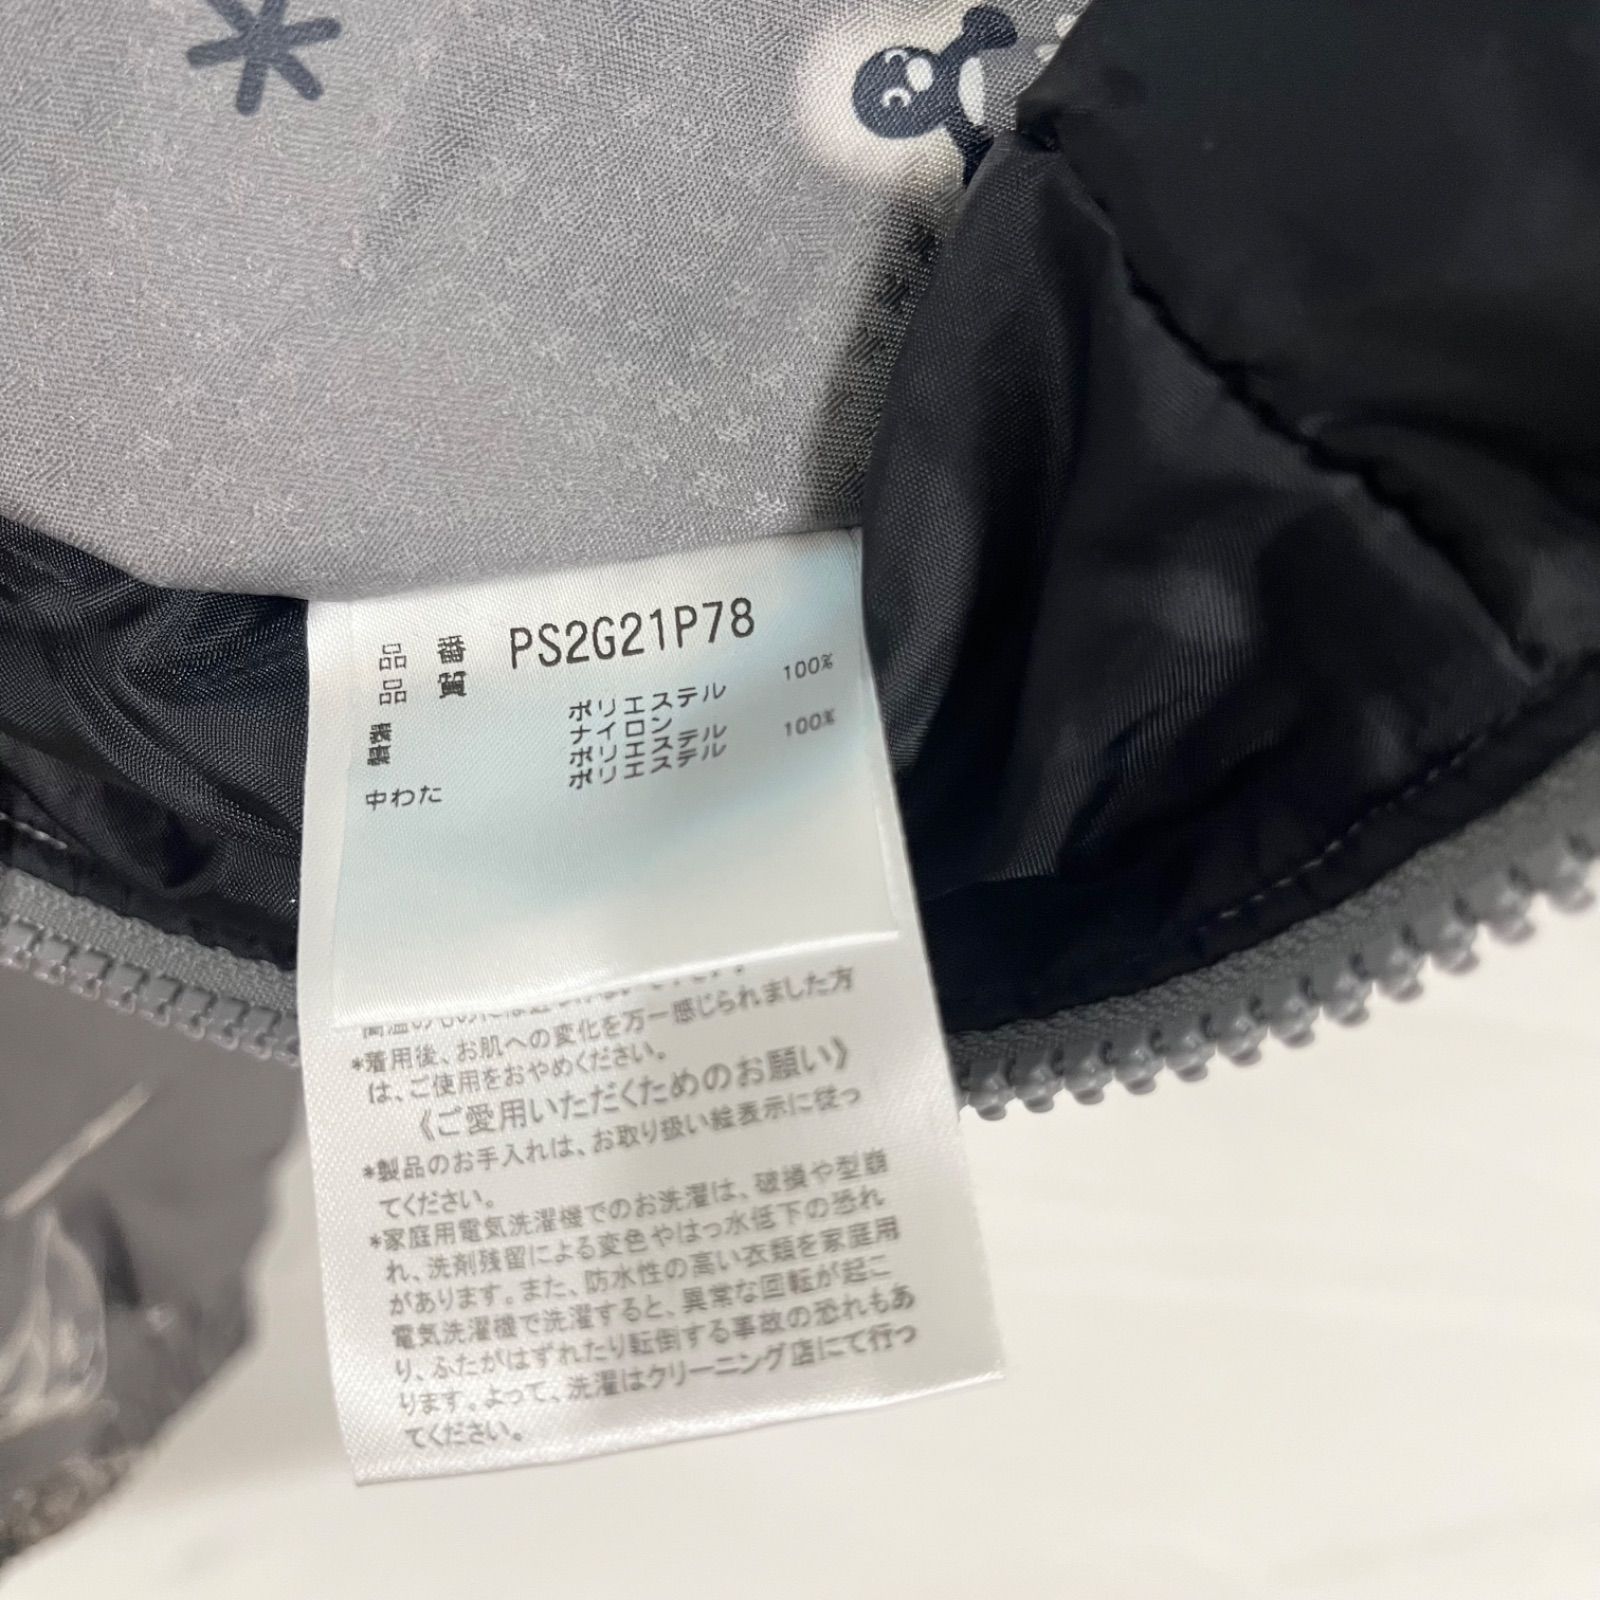 品 番 PS2G21P78
品 質
ポリエステル 100%
ナイロン
ポリエステル 100%
中わた ポリエステル
*着用後、お肌への変化を万一感じられました方
は、ご使用をおやめください。
《ご愛用いただくためのお願い》
*製品のお手入れは、お取り扱い絵表示に従っ
てください。
*家庭用電気洗濯機でのお洗濯は、破損や型崩
れ、洗剤残留による変色やはっ水低下の恐れ
があります。また、防水性の高い衣類を家庭用
電気洗濯機で洗濯すると、異常な回転が起こ
り、ふたがはずれたり転倒する事故の恐れもあ
ります。よって、洗濯はクリーニング店にて行っ
てください。